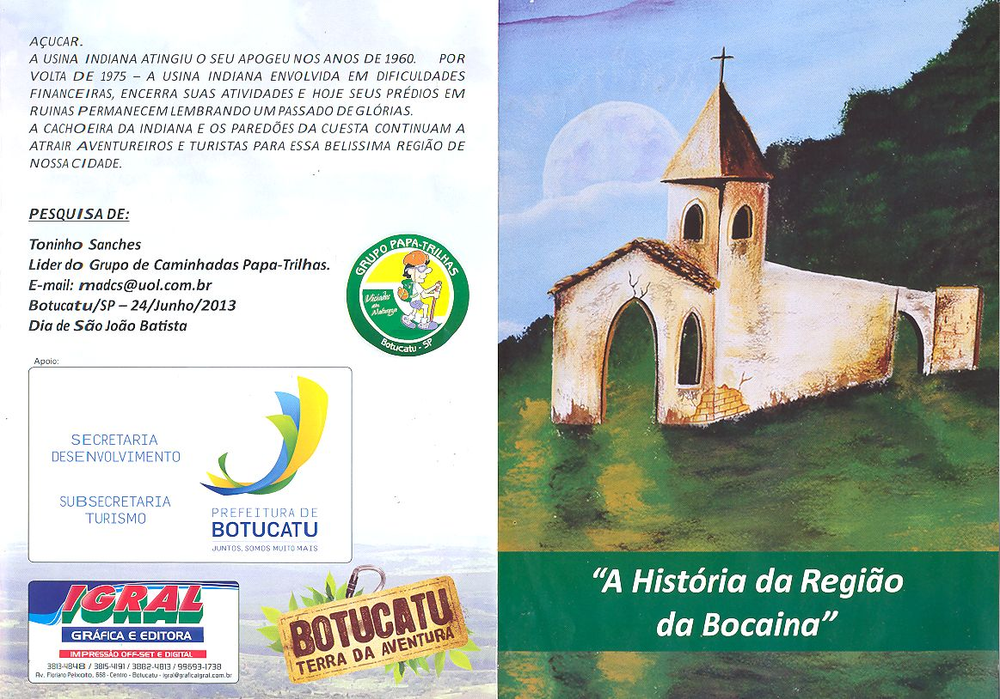 AÇUCAR.
A USINA INDIANA ATINGIU O SEU APOGEU NOS ANOS DE 1960. POR
VOLTA DE 1975 – A USINA INDIANA ENVOLVIDA EM DIFICULDADES
FINANCEIRAS, ENCERRA SUAS ATIVIDADES E HOJE SEUS PRÉDIOS EM
RUINAS PERMANECEM LEMBRANDO UM PASSADO DE GLÓRIAS.
A CACHOEIRA DA INDIANA E OS PAREDÕES DA CUESTA CONTINUAM A
ATRAIR AVENTUREIROS E TURISTAS PARA ESSA BELISSIMA REGIÃO DE
NOSSA CIDADE.
PESQUISA DE:
Toninho Sanches
Lider do Grupo de Caminhadas Papa-Trilhas.
E-mail: madcs@uol.com.br
Botucatu/SP – 24/Junho/2013
Dia de São João Batista
GRUPO PAPA-TRILHAS
Viciados
em
Natureza
Botucatu - SP
Apoio:
SECRETARIA
DESENVOLVIMENTO
SUBSECRETARIA
TURISMO
PREFEITURA DE
BOTUCATU
JUNTOS, SOMOS MUITO MAIS
IGRAL
GRÁFICA E EDITORA
IMPRESSÃO OFF-SET E DIGITAL
3813-4848 / 3815-4191 / 3882-4813 / 99693-1738
Av. Floriano Peixoto, 668 - Centro - Botucatu - igral@graficaigral.com.br
BOTUCATU
TERRA DA AVENTURA
“A História da Região
da Bocaina”